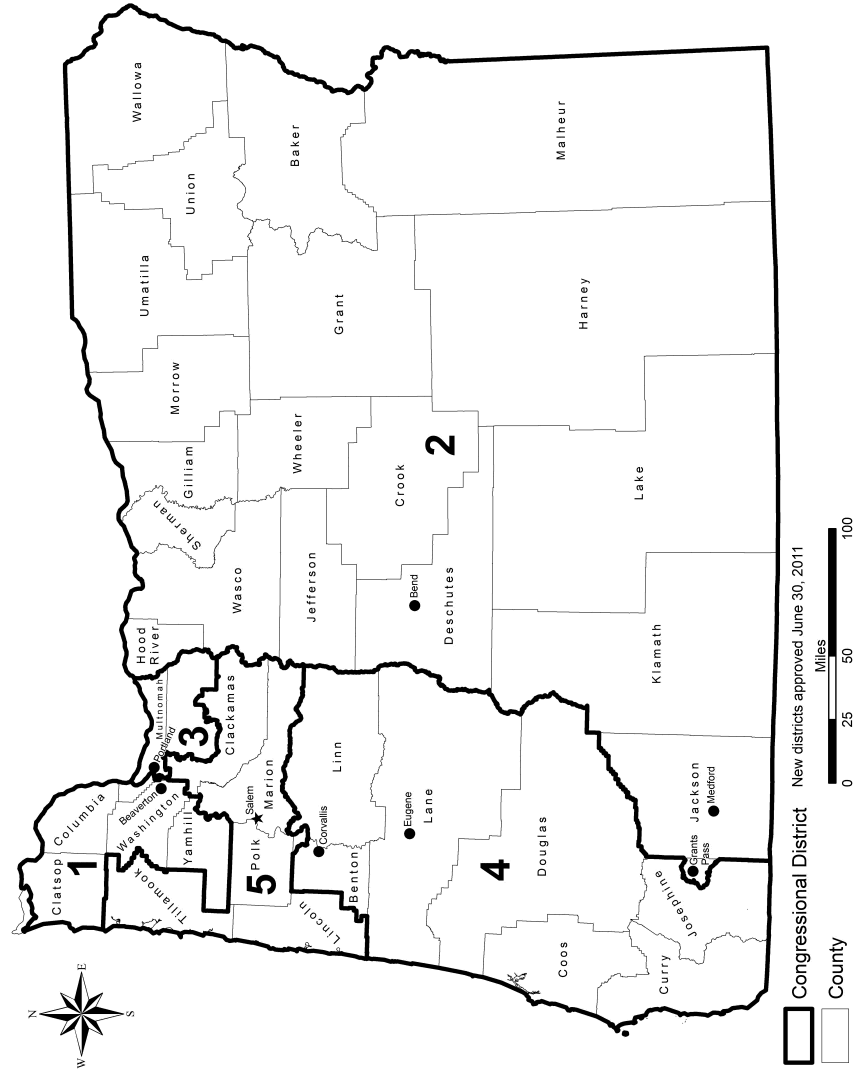 N
W
E
S
Clatsop
1
Columbia
Tillamook
Washington
Beaverton
Yamhill
Portland
Multnomah
3
Hood
River
Clackamas
Wasco
Sherman
Gilliam
Morrow
Umatilla
Union
Wallowa
5
Polk
Salem
Marion
Lincoln
Benton
Corvallis
Linn
Jefferson
Wheeler
Grant
Baker
Eugene
Lane
Bend
Deschutes
Crook
2
4
Douglas
Coos
Curry
Josephine
Grants
Pass
Jackson
Medford
Klamath
Lake
Harney
Malheur
Congressional District
County
New districts approved June 30, 2011
Miles
0
25
50
100